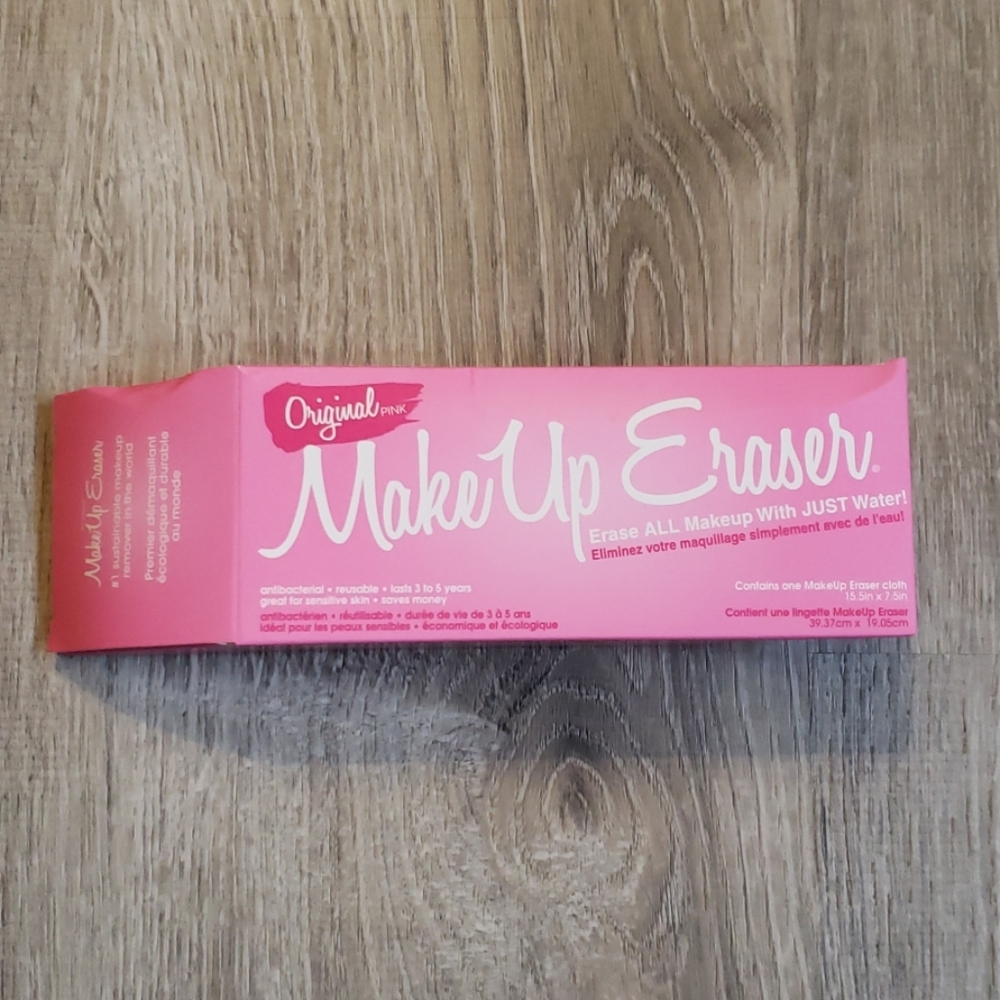 MakeUp Eraser
#1 sustainable makeup
remover in the world
Premier démaquillant
écologique et durable
au monde
Original PINK
MakeUp Eraser®
Erase ALL Makeup With JUST Water!
Eliminez votre maquillage simplement avec de l'eau!
antibacterial • reusable • lasts 3 to 5 years
great for sensitive skin • saves money
antibactérien • réutilisable • durée de vie de 3 à 5 ans
idéal pour les peaux sensibles • économique et écologique
Contains one MakeUp Eraser cloth
15.5in x 7.5in
Contient une lingette MakeUp Eraser
39.37cm x 19.05cm